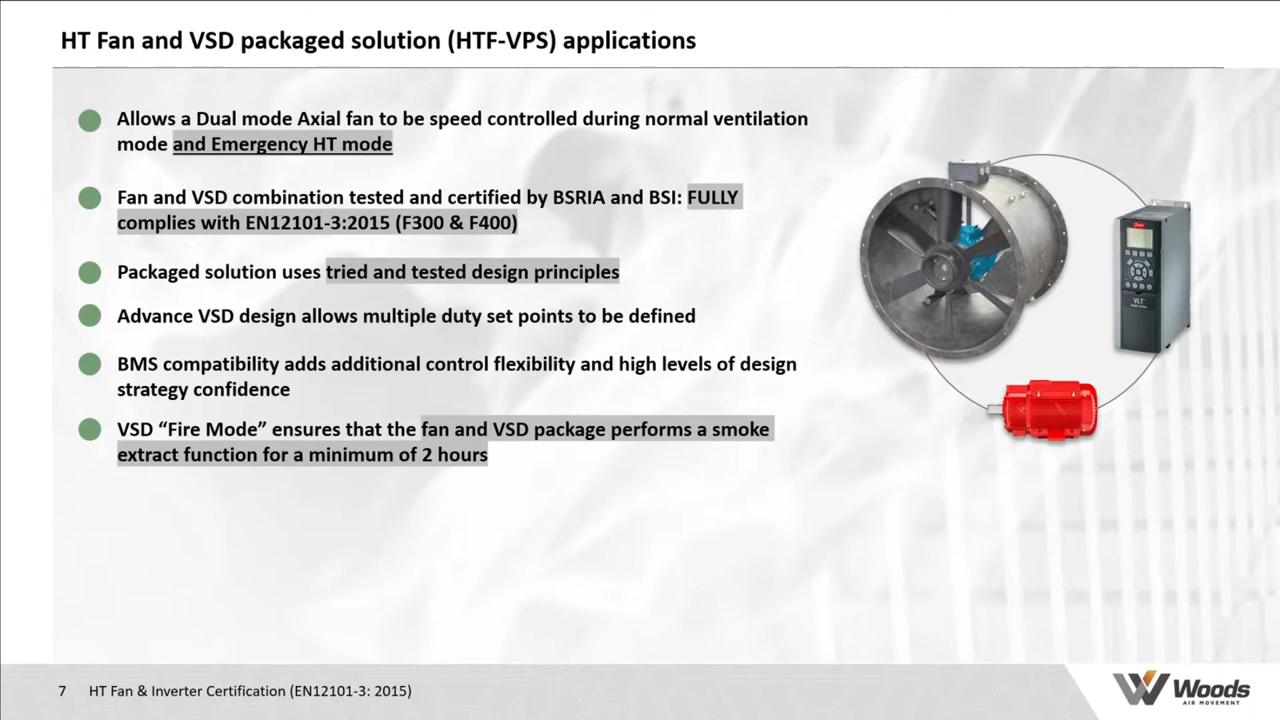 HT Fan and VSD packaged solution (HTF-VPS) applications
Allows a Dual mode Axial fan to be speed controlled during normal ventilation
mode and Emergency HT mode
Fan and VSD combination tested and certified by BSRIA and BSI: FULLY
complies with EN12101-3:2015 (F300 & F400)
Packaged solution uses tried and tested design principles
Advance VSD design allows multiple duty set points to be defined
BMS compatibility adds additional control flexibility and high levels of design
strategy confidence
VSD “Fire Mode” ensures that the fan and VSD package performs a smoke
extract function for a minimum of 2 hours
VLT
7 HT Fan & Inverter Certification (EN12101-3: 2015)
Woods
AIR MOVEMENT